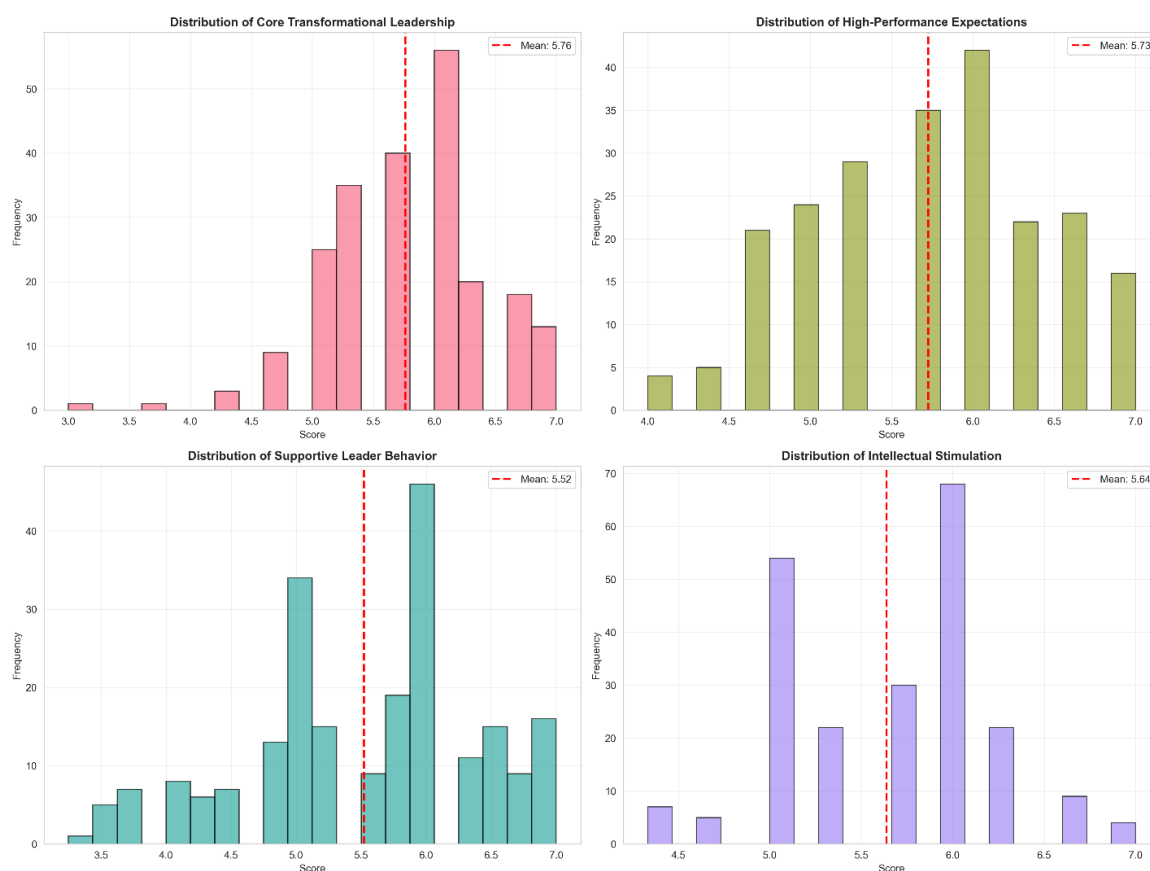 Distribution of Core Transformational Leadership
Mean: 5.76
Frequency
50
40
30
20
10
0
3.0 3.5 4.0 4.5 5.0 5.5 6.0 6.5 7.0
Score
Distribution of High-Performance Expectations
Mean: 5.73
Frequency
40
35
30
25
20
15
10
5
0
4.0 4.5 5.0 5.5 6.0 6.5 7.0
Score
Distribution of Supportive Leader Behavior
Mean: 5.52
Frequency
40
30
20
10
0
3.5 4.0 4.5 5.0 5.5 6.0 6.5 7.0
Score
Distribution of Intellectual Stimulation
Mean: 5.64
Frequency
70
60
50
40
30
20
10
0
4.5 5.0 5.5 6.0 6.5 7.0
Score